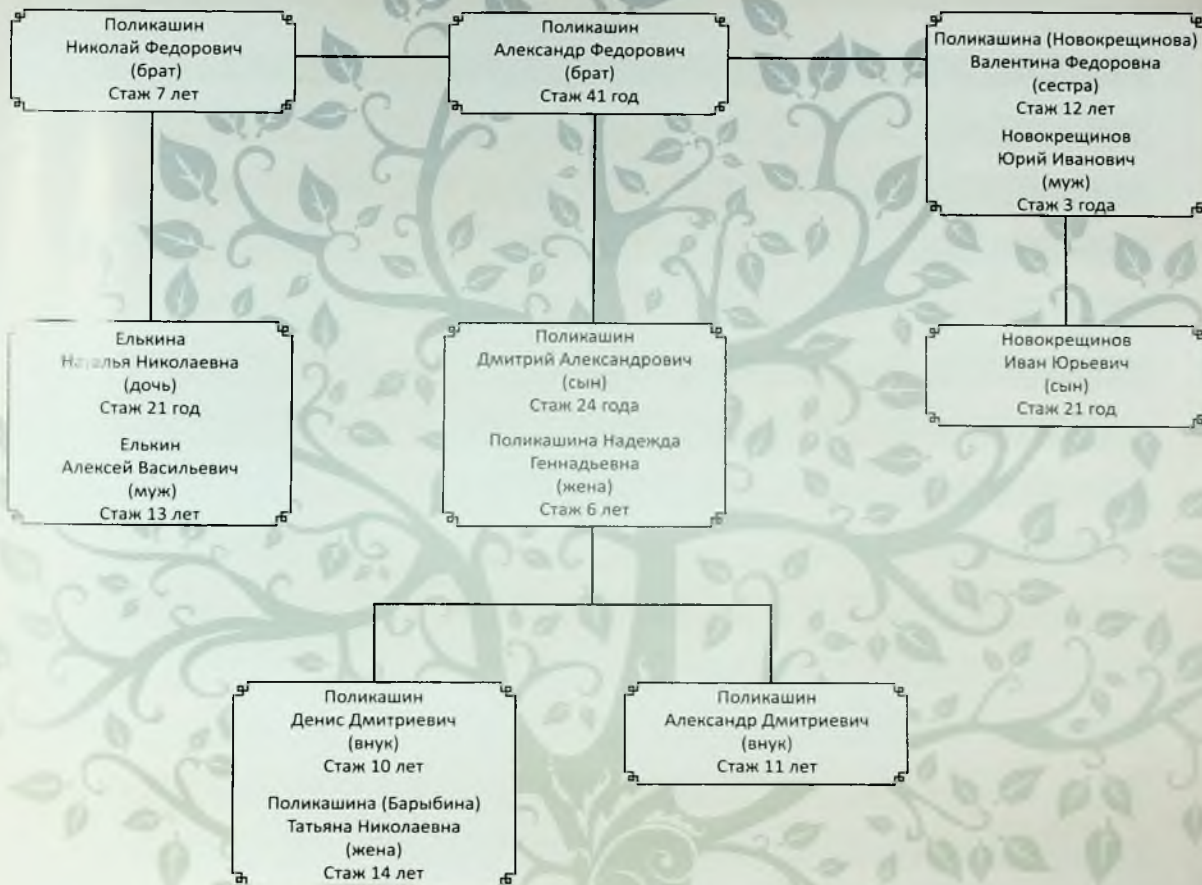 Поликашин
Николай Федорович
(брат)
Стаж 7 лет
Поликашин
Александр Федорович
(брат)
Стаж 41 год
Поликашина (Новокрещинова)
Валентина Федоровна
(сестра)
Стаж 12 лет
Новокрещинов
Юрий Иванович
(муж)
Стаж 3 года
Елькина
Наталья Николаевна
(дочь)
Стаж 21 год
Елькин
Алексей Васильевич
(муж)
Стаж 13 лет
Поликашин
Дмитрий Александрович
(сын)
Стаж 24 года
Поликашина Надежда
Геннадьевна
(жена)
Стаж 6 лет
Новокрещинов
Иван Юрьевич
(сын)
Стаж 21 год
Поликашин
Денис Дмитриевич
(внук)
Стаж 10 лет
Поликашина (Барыбина)
Татьяна Николаевна
(жена)
Стаж 14 лет
Поликашин
Александр Дмитриевич
(внук)
Стаж 11 лет